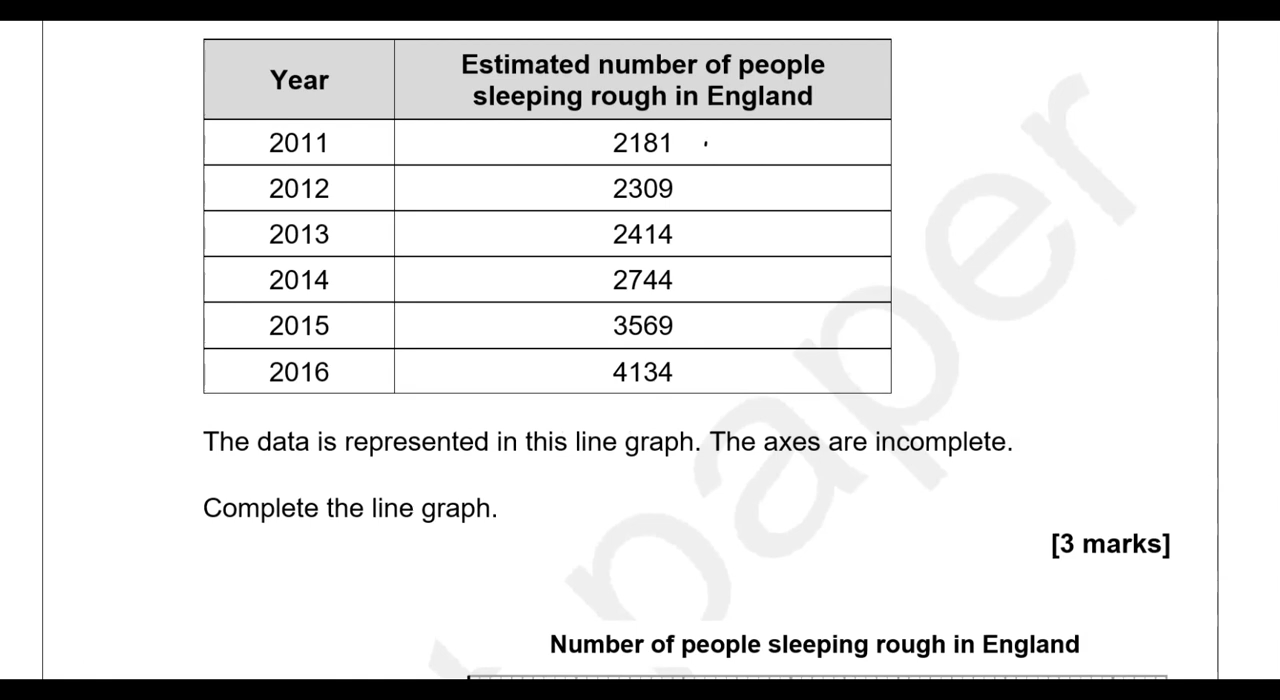 Year Estimated number of people
sleeping rough in England
2011 2181
2012 2309
2013 2414
2014 2744
2015 3569
2016 4134
The data is represented in this line graph. The axes are incomplete.
Complete the line graph.
[3 marks]
Number of people sleeping rough in England
paper